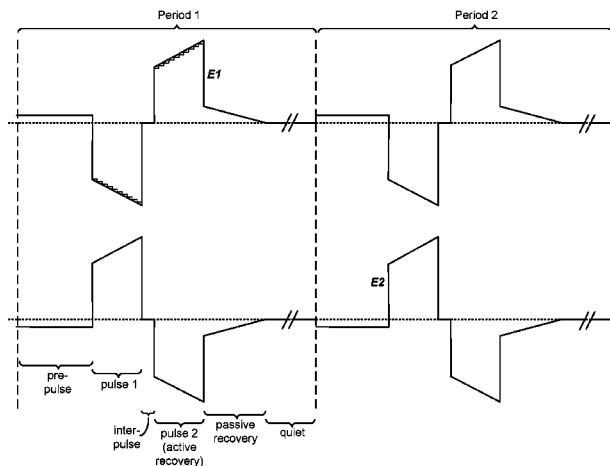 Period 1
Period 2
E1
E2
pre-
pulse
pulse 1
inter-
pulse
pulse 2
(active
recovery)
passive
recovery
quiet